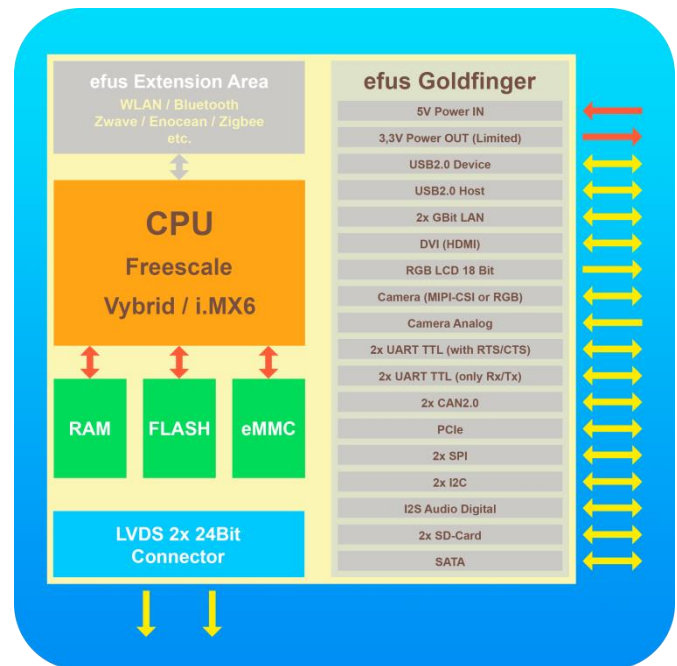 efus Extension Area
WLAN / Bluetooth
Zwave / Enocean / Zigbee
etc.
CPU
Freescale
Vybrid / i.MX6
RAM
FLASH
eMMC
LVDS 2x 24Bit
Connector
efus Goldfinger
5V Power IN
3,3V Power OUT (Limited)
USB2.0 Device
USB2.0 Host
2x GBit LAN
DVI (HDMI)
RGB LCD 18 Bit
Camera (MIPI-CSI or RGB)
Camera Analog
2x UART TTL (with RTS/CTS)
2x UART TTL (only Rx/Tx)
2x CAN2.0
PCIe
2x SPI
2x I2C
I2S Audio Digital
2x SD-Card
SATA